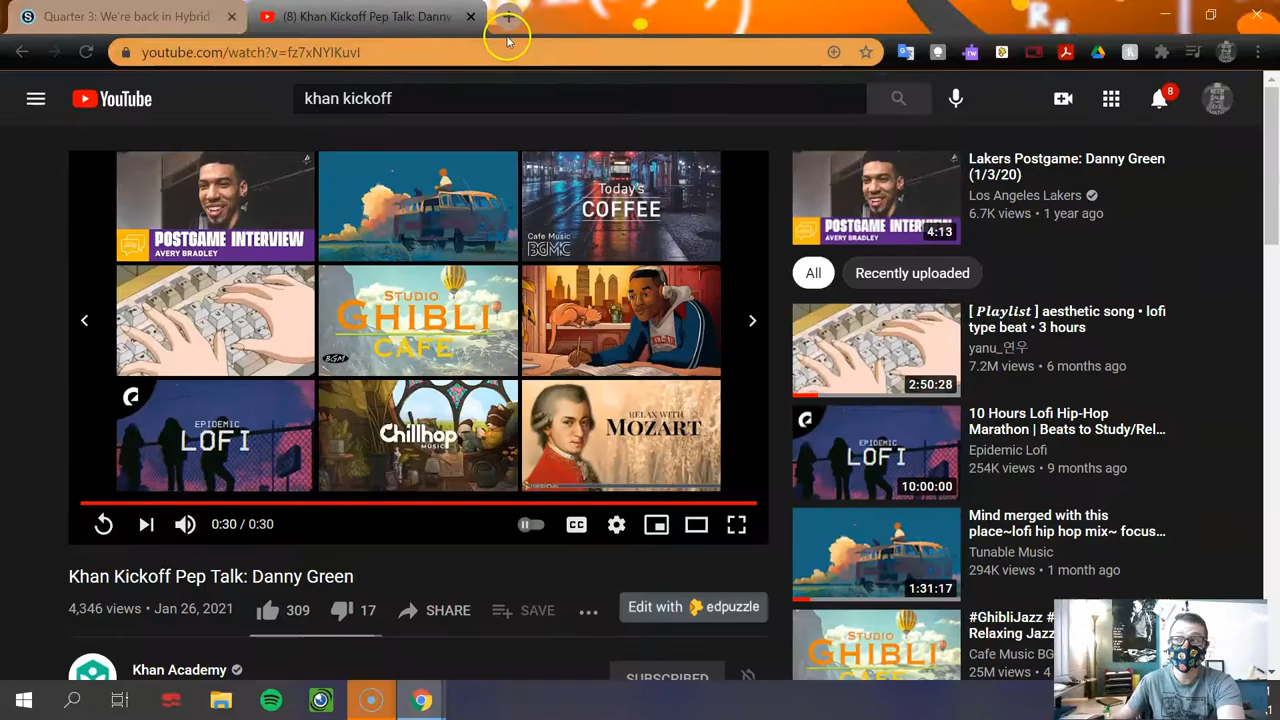 Quarter 3: We're back in Hybrid
(8) Khan Kickoff Pep Talk: Danny
youtube.com/watch?v=fz7xNYlKuvI
YouTube
khan kickoff
8
POSTGAME INTERVIEW
AVERY BRADLEY
Today's
COFFEE
Cafe Music
BGMC
STUDIO
GHIBLI
CAFE
BGM
EPIDEMIC
LOFI
Chillhop
MUSIC
RELAX WITH
MOZART
0:30 / 0:30
CC
Khan Kickoff Pep Talk: Danny Green
4,346 views • Jan 26, 2021
309
17
SHARE
SAVE
Edit with edpuzzle
Khan Academy
SUBSCRIBED
4:13
Lakers Postgame: Danny Green
(1/3/20)
Los Angeles Lakers
6.7K views • 1 year ago
All
Recently uploaded
2:50:28
[ 𝑷𝒍𝒂𝒚𝒍𝒊𝒔𝒕 ] aesthetic song • lofi
type beat • 3 hours
yanu_연우
7.2M views • 6 months ago
EPIDEMIC
LOFI
10:00:00
10 Hours Lofi Hip-Hop
Marathon | Beats to Study/Rel...
Epidemic Lofi
254K views • 9 months ago
1:31:17
Mind merged with this
place~lofi hip hop mix~ focus...
Tunable Music
294K views • 1 month ago
STUDIO
GHIBLI
#GhibliJazz #
Relaxing Jazz
Cafe Music BG
25M views • 4